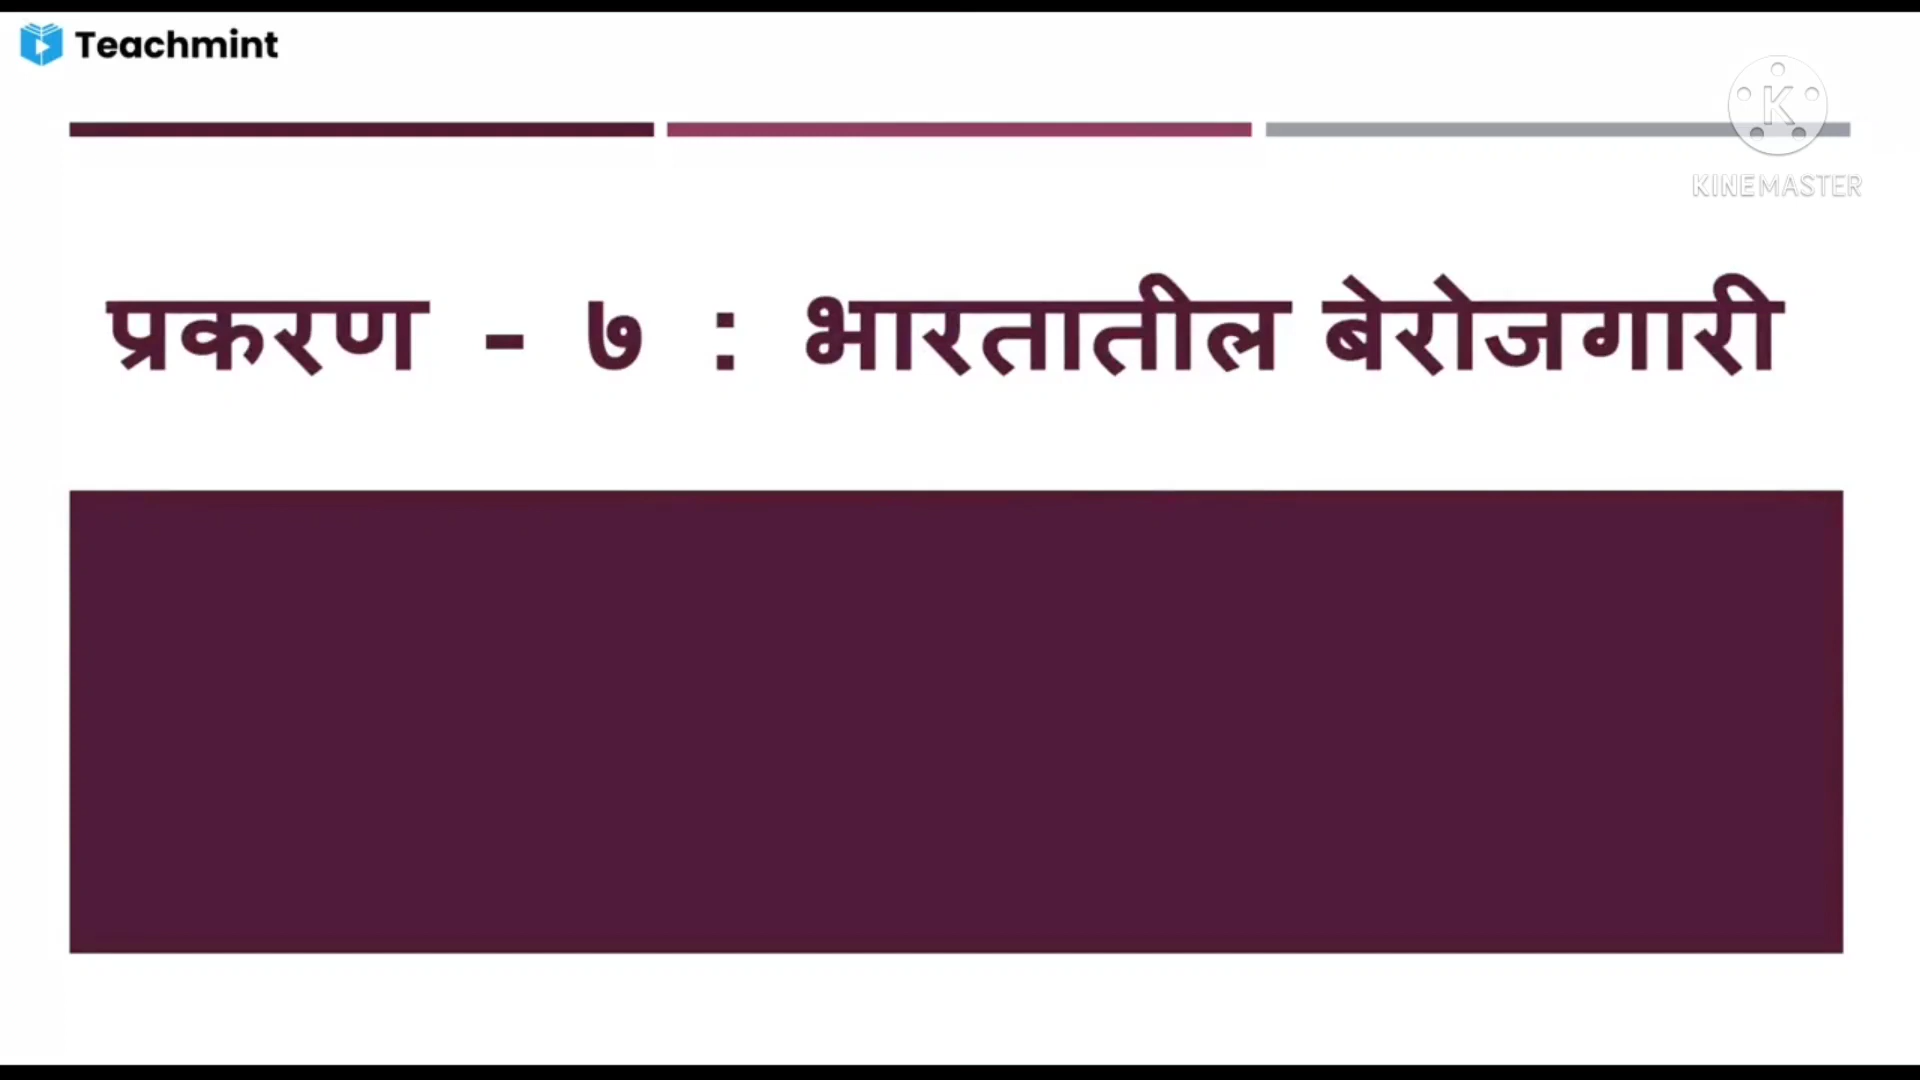 Teachmint
K
KINEMASTER
प्रकरण - ७ : भारतातील बेरोजगारी